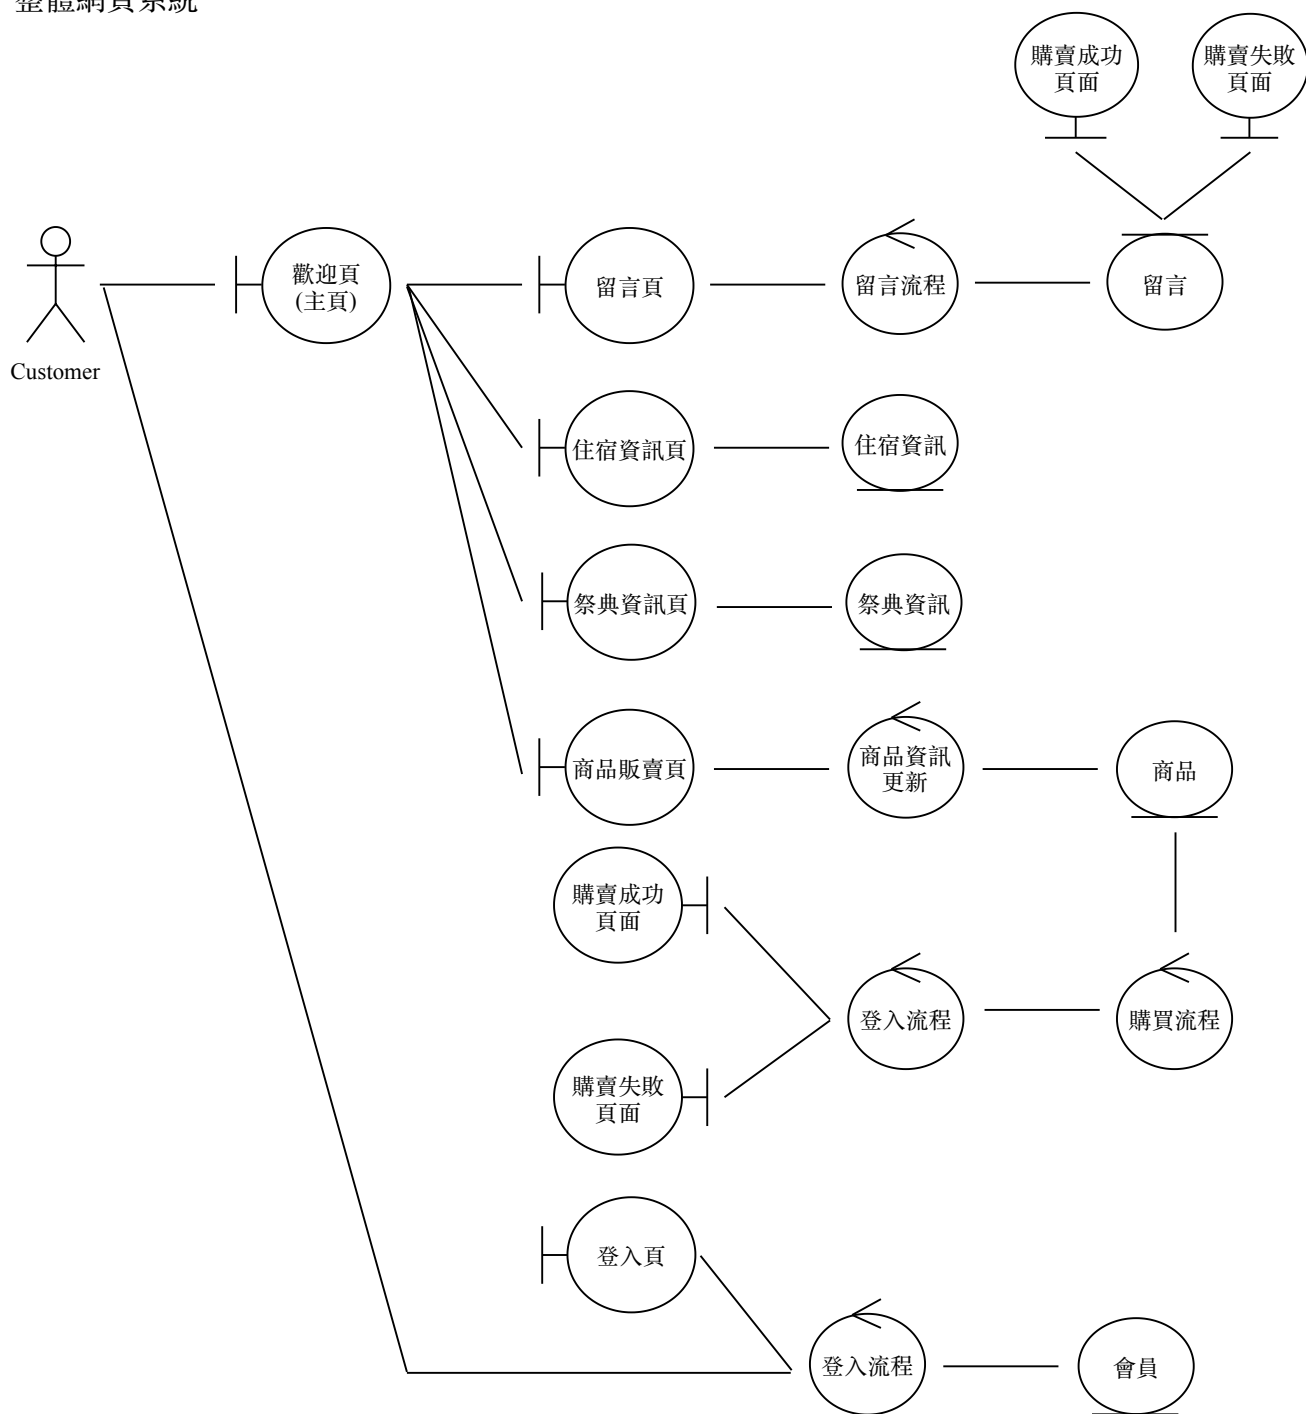 整體網頁系統
購賣成功
頁面
購賣失敗
頁面
Customer
歡迎頁
(主頁)
留言頁
留言流程
留言
住宿資訊頁
住宿資訊
祭典資訊頁
祭典資訊
商品販賣頁
商品資訊
更新
商品
購賣成功
頁面
登入流程
購買流程
購賣失敗
頁面
登入頁
登入流程
會員